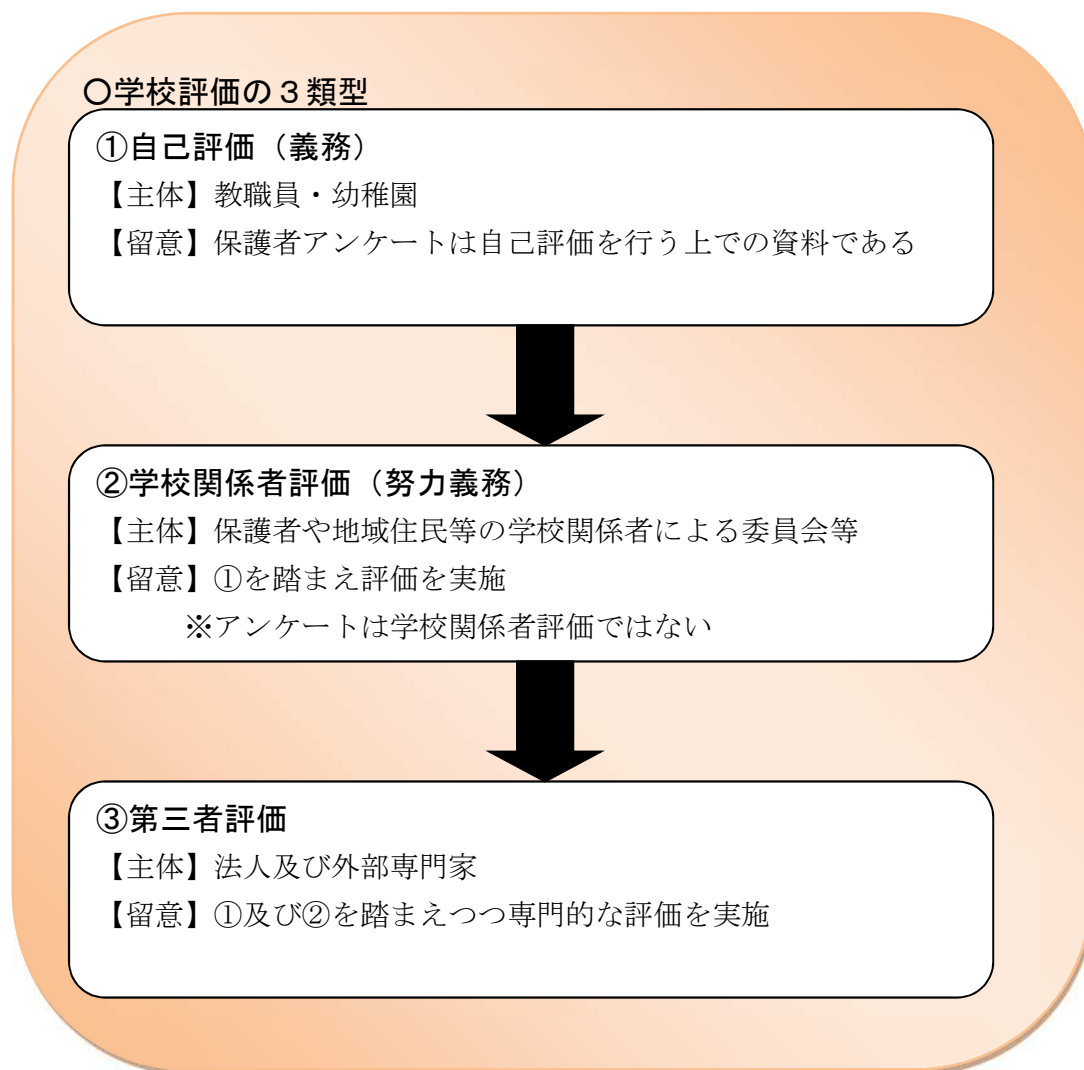 〇学校評価の３類型
①自己評価（義務）
【主体】教職員・幼稚園
【留意】保護者アンケートは自己評価を行う上での資料である
②学校関係者評価（努力義務）
【主体】保護者や地域住民等の学校関係者による委員会等
【留意】①を踏まえ評価を実施
※アンケートは学校関係者評価ではない
③第三者評価
【主体】法人及び外部専門家
【留意】①及び②を踏まえつつ専門的な評価を実施